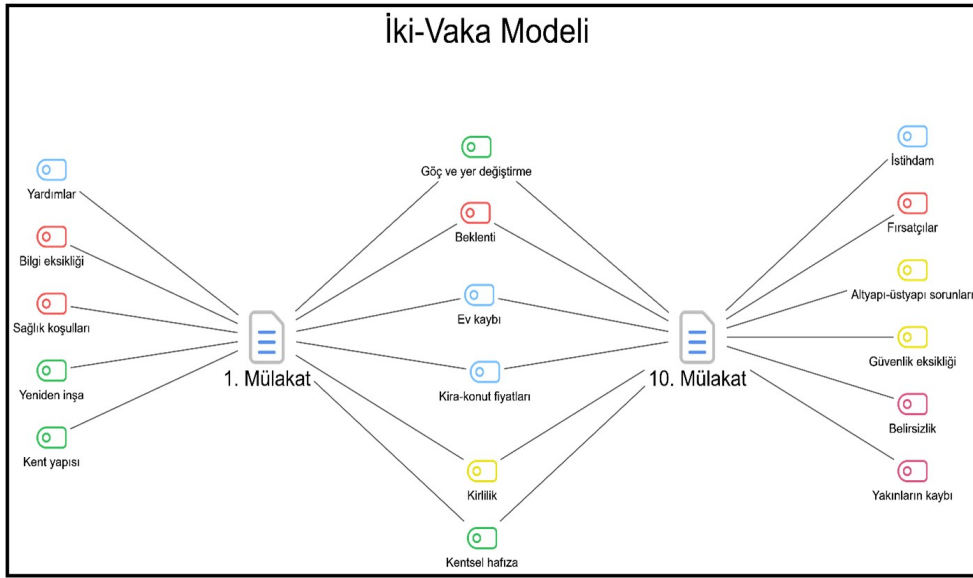 İki-Vaka Modeli
Yardımlar
Bilgi eksikliği
Sağlık koşulları
Yeniden inşa
Kent yapısı
1. Mülakat
Göç ve yer değiştirme
Beklenti
Ev kaybı
Kira-konut fiyatları
Kirlilik
Kentsel hafıza
10. Mülakat
İstihdam
Fırsatçılar
Altyapı-üstyapı sorunları
Güvenlik eksikliği
Belirsizlik
Yakınların kaybı